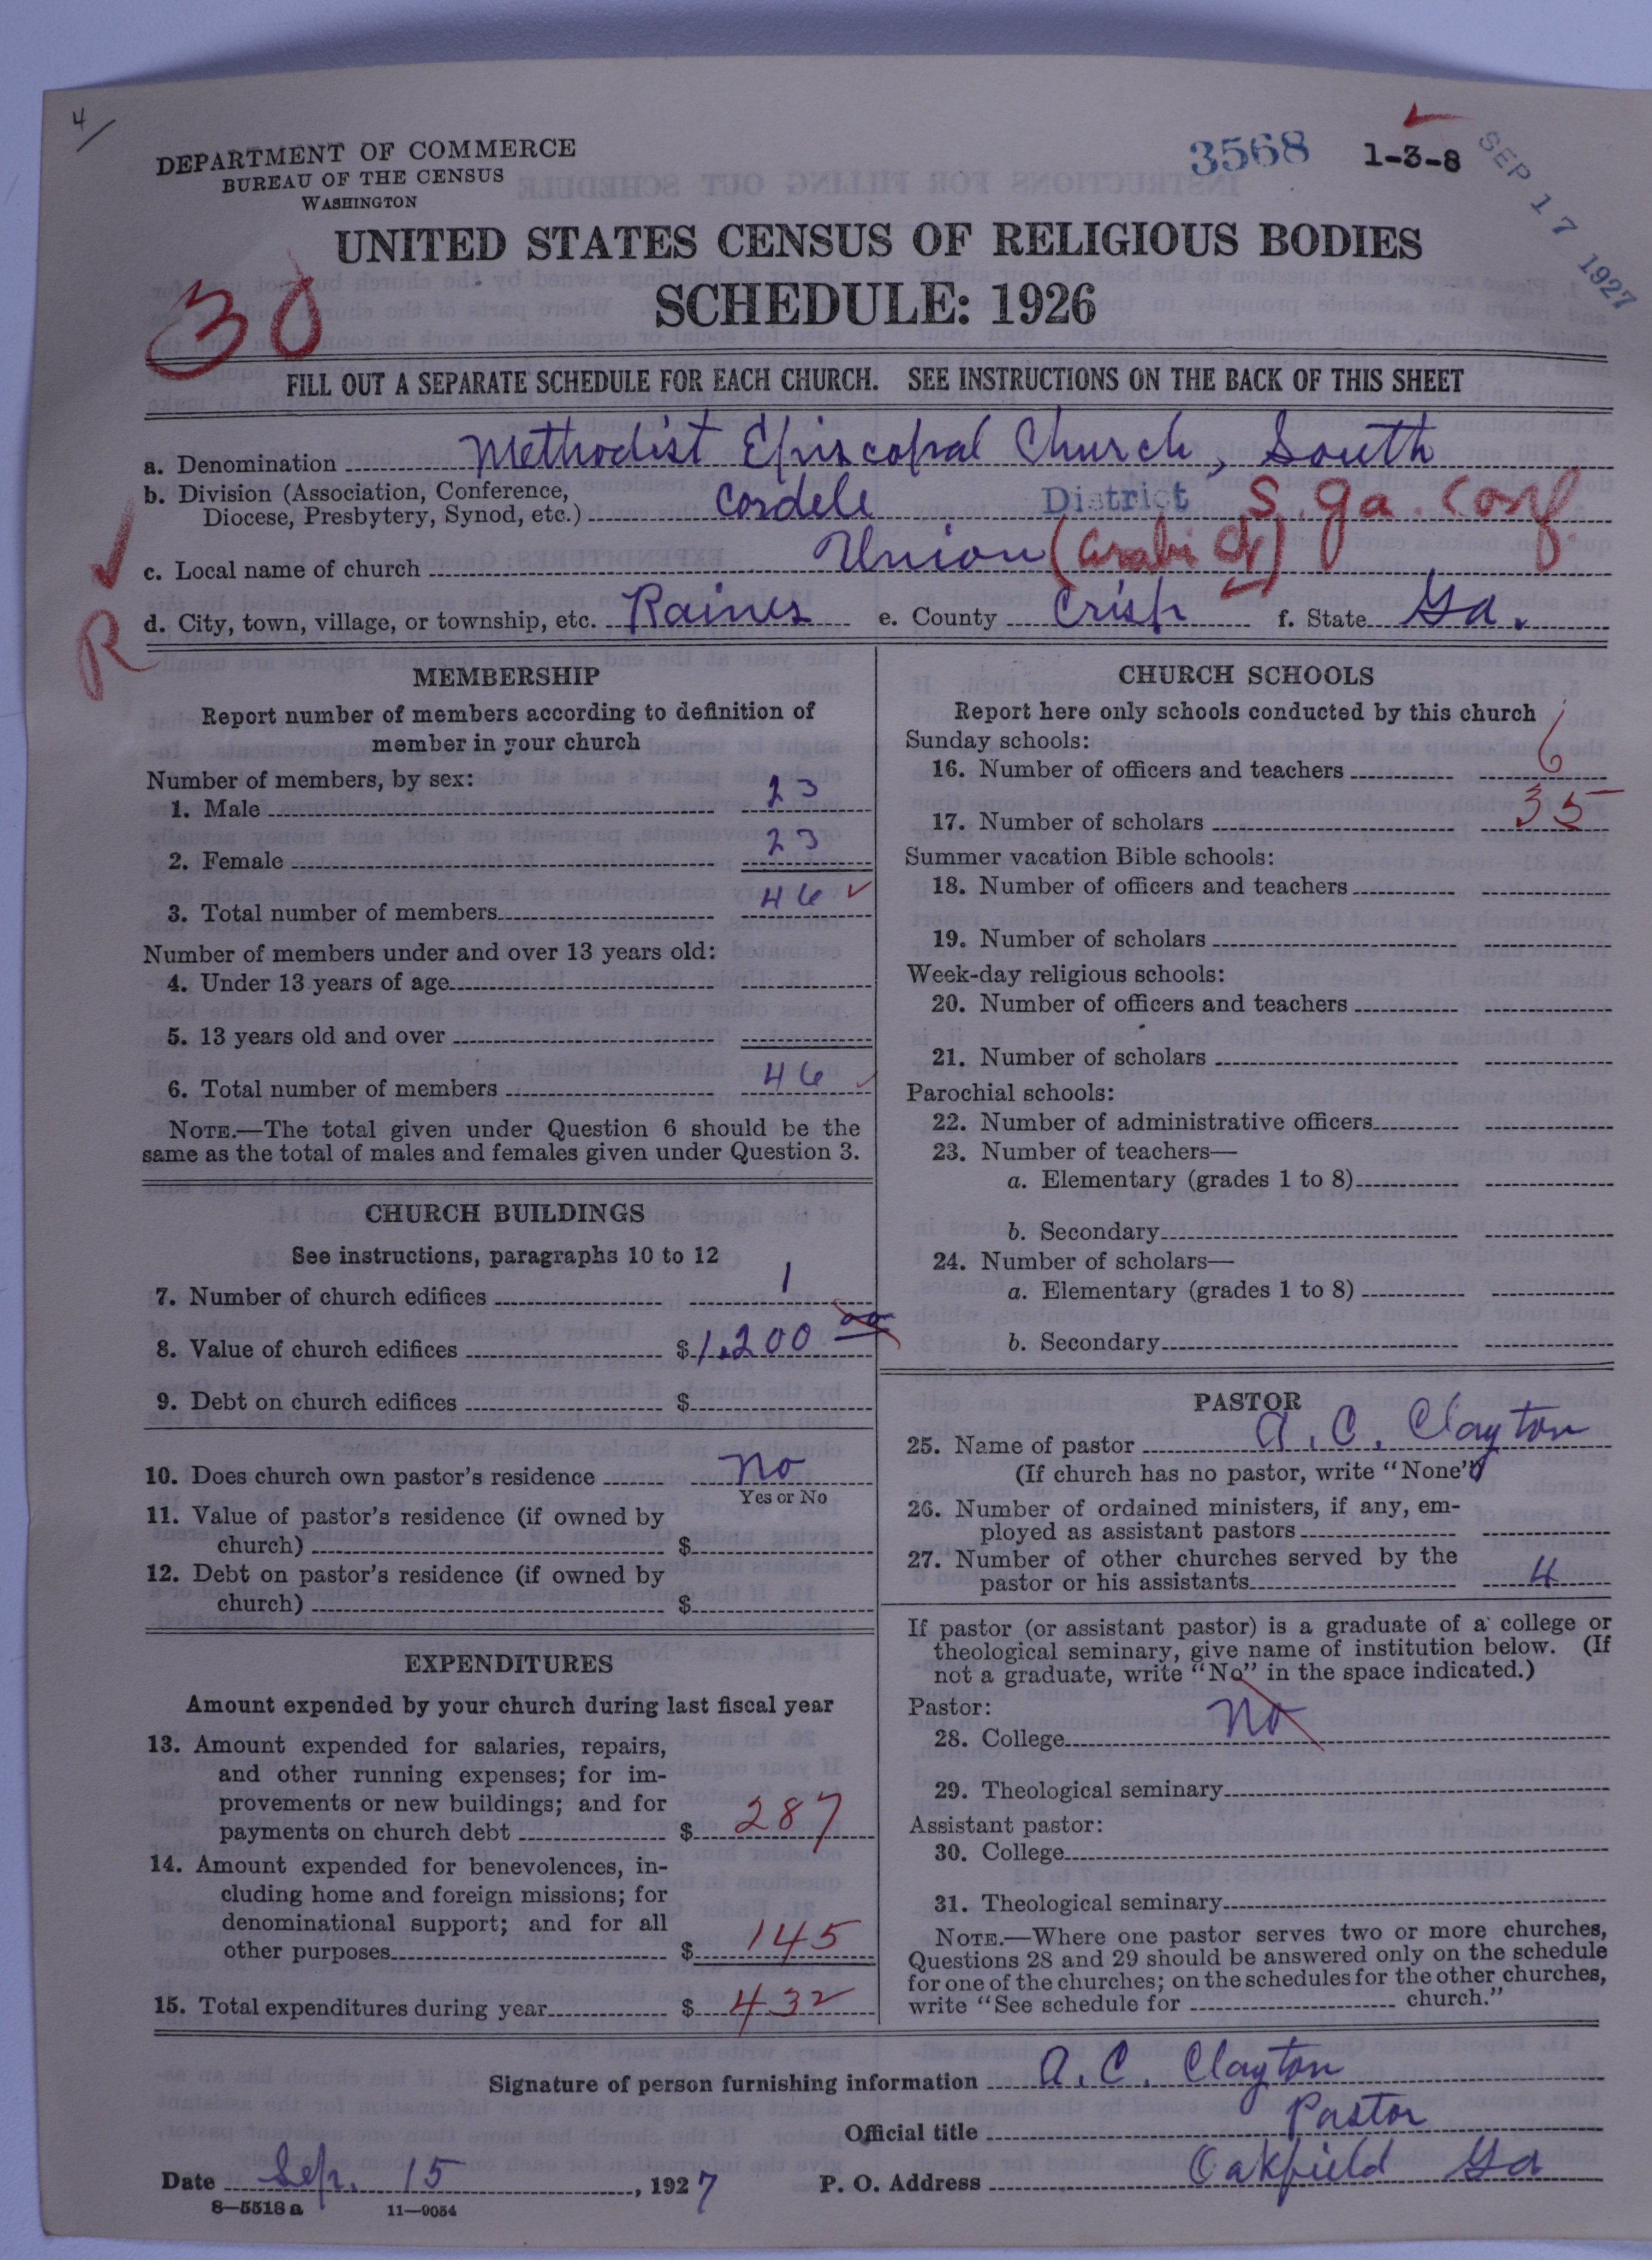 4/
DEPARTMENT OF COMMERCE
BUREAU OF THE CENSUS
WASHINGTON
3568 1-3-8
SEP 17 1927
UNITED STATES CENSUS OF RELIGIOUS BODIES
SCHEDULE: 1926
30
FILL OUT A SEPARATE SCHEDULE FOR EACH CHURCH. SEE INSTRUCTIONS ON THE BACK OF THIS SHEET
a. Denomination Methodist Episcopal Church, South
b. Division (Association, Conference, Diocese, Presbytery, Synod, etc.) Cordele District S. Ga. Conf.
c. Local name of church Union (Arabi Ch)
R
d. City, town, village, or township, etc. Raines e. County Crisp f. State Ga.
MEMBERSHIP
Report number of members according to definition of
member in your church
Number of members, by sex:
1. Male 23
2. Female 23
3. Total number of members 46
Number of members under and over 13 years old:
4. Under 13 years of age
5. 13 years old and over
6. Total number of members 46
NOTE.—The total given under Question 6 should be the
same as the total of males and females given under Question 3.
CHURCH BUILDINGS
See instructions, paragraphs 10 to 12
7. Number of church edifices 1
8. Value of church edifices $1,200 00
9. Debt on church edifices $
10. Does church own pastor's residence No
Yes or No
11. Value of pastor's residence (if owned by
church) $
12. Debt on pastor's residence (if owned by
church) $
EXPENDITURES
Amount expended by your church during last fiscal year
13. Amount expended for salaries, repairs,
and other running expenses; for im-
provements or new buildings; and for
payments on church debt $ 287
14. Amount expended for benevolences, in-
cluding home and foreign missions; for
denominational support; and for all
other purposes $ 145
15. Total expenditures during year $ 432
CHURCH SCHOOLS
Report here only schools conducted by this church
Sunday schools:
16. Number of officers and teachers 6
17. Number of scholars 35
Summer vacation Bible schools:
18. Number of officers and teachers
19. Number of scholars
Week-day religious schools:
20. Number of officers and teachers
21. Number of scholars
Parochial schools:
22. Number of administrative officers
23. Number of teachers—
a. Elementary (grades 1 to 8)
b. Secondary
24. Number of scholars—
a. Elementary (grades 1 to 8)
b. Secondary
PASTOR
25. Name of pastor A. C. Clayton
(If church has no pastor, write "None")
26. Number of ordained ministers, if any, em-
ployed as assistant pastors
27. Number of other churches served by the
pastor or his assistants 4
If pastor (or assistant pastor) is a graduate of a college or
theological seminary, give name of institution below. (If
not a graduate, write "No" in the space indicated.)
Pastor:
28. College No
29. Theological seminary
Assistant pastor:
30. College
31. Theological seminary
NOTE.—Where one pastor serves two or more churches,
Questions 28 and 29 should be answered only on the schedule
for one of the churches; on the schedules for the other churches,
write "See schedule for church."
Signature of person furnishing information A. C. Clayton
Official title Pastor
Date Sep. 15, 1927 P. O. Address Oakfield Ga
8—5518a 11—9054